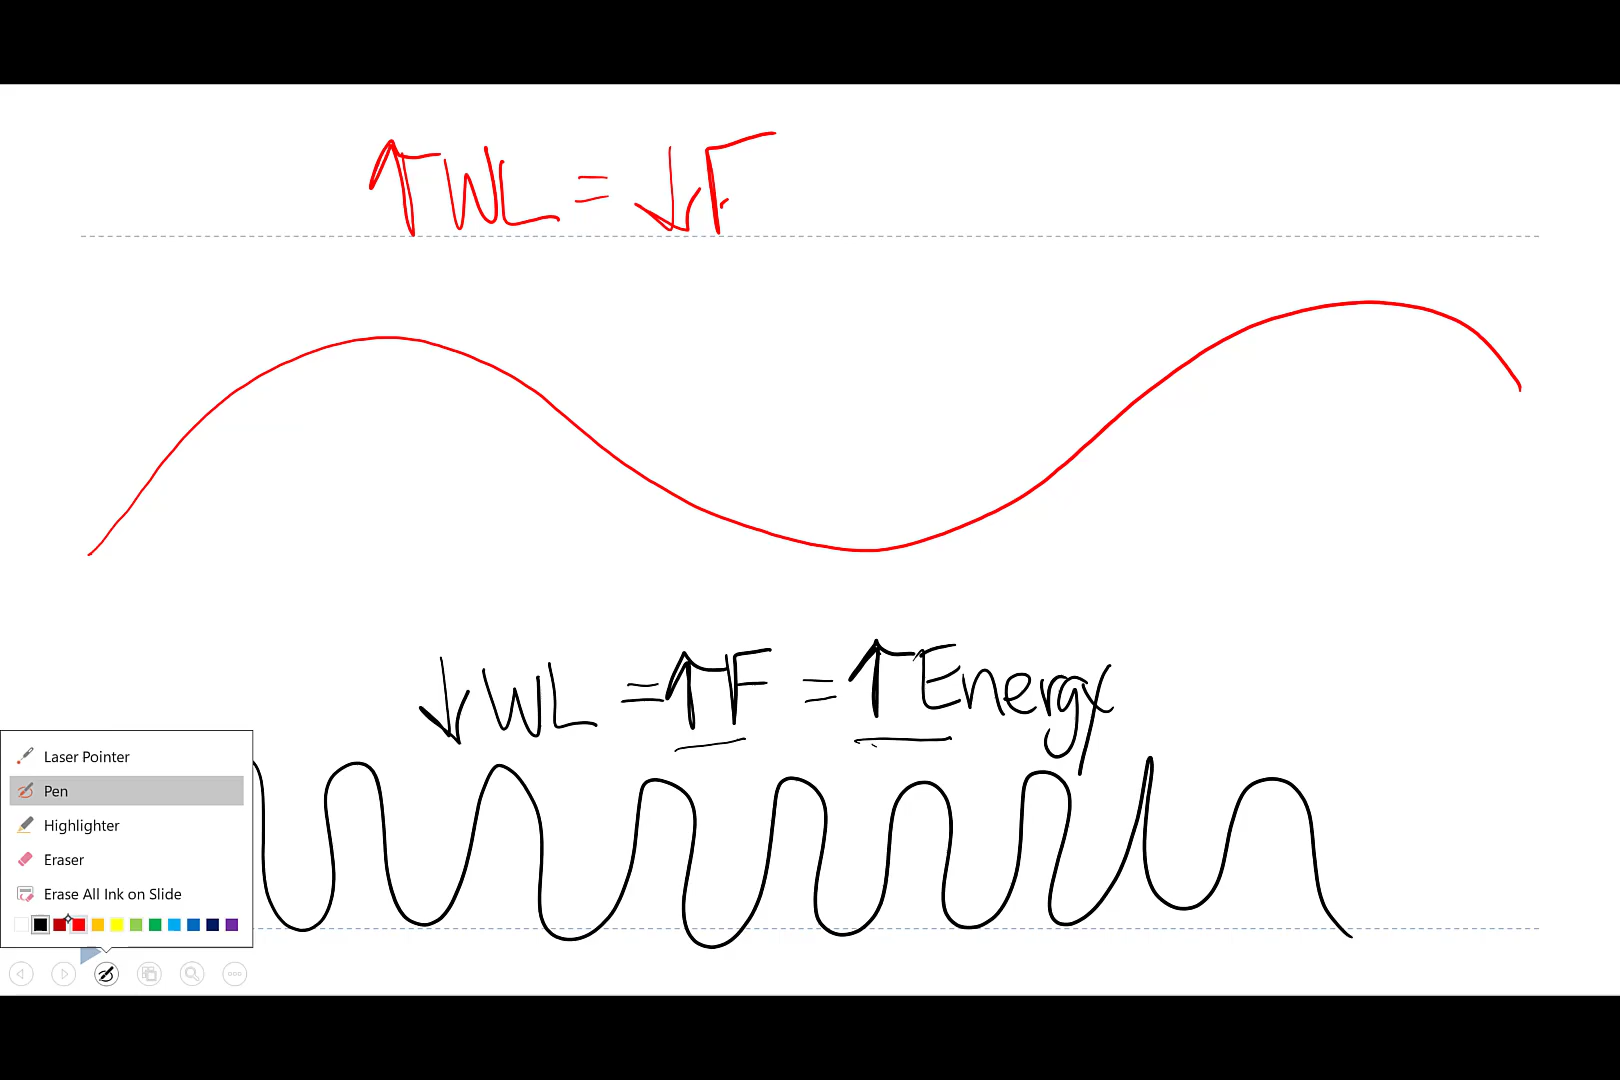 ↑WL = ↓F
↓WL = ↑F = ↑Energy
Laser Pointer
Pen
Highlighter
Eraser
Erase All Ink on Slide